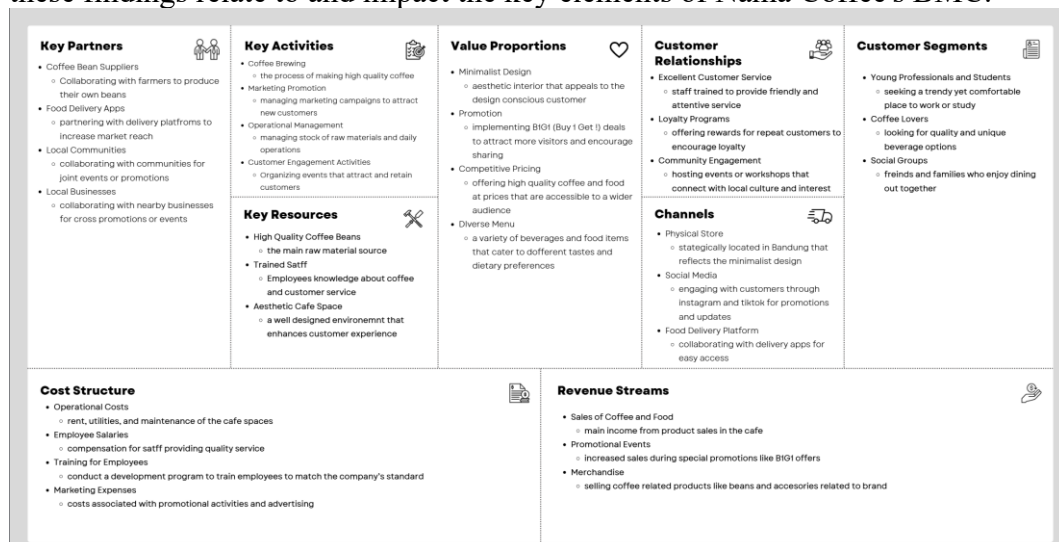 these findings relate to and impact the key elements of Nama Coffee's BMC.
Key Partners
• Coffee Bean Suppliers
◦ Collaborating with farmers to produce
their own beans
• Food Delivery Apps
◦ partnering with delivery platfroms to
increase market reach
• Local Communities
◦ collaborating with communities for
joint events or promotions
• Local Businesses
◦ collaborating with nearby businesses
for cross promotions or events
Key Activities
• Coffee Brewing
◦ the process of making high quality coffee
• Marketing Promotion
◦ managing marketing campaigns to attract
new customers
• Operational Management
◦ managing stock of raw materials and daily
operations
• Customer Engagement Activities
◦ Organizing events that attract and retain
customers
Key Resources
• High Quality Coffee Beans
◦ the main raw material source
• Trained Satff
◦ Employees knowledge about coffee
and customer service
• Aesthetic Cafe Space
◦ a well designed environemnt that
enhances customer experience
Value Proportions
• Minimalist Design
◦ aesthetic interior that appeals to the
design conscious customer
• Promotion
◦ implementing B1G1 (Buy 1 Get !) deals
to attract more visitors and encourage
sharing
• Competitive Pricing
◦ offering high quality coffee and food
at prices that are accessible to a wider
audience
• DIverse Menu
◦ a variety of beverages and food items
that cater to dofferent tastes and
dietary preferences
Customer
Relationships
• Excellent Customer Service
◦ staff trained to provide friendly and
attentive service
• Loyalty Programs
◦ offering rewards for repeat customers to
encourage loyalty
• Community Engagement
◦ hosting events or workshops that
connect with local culture and interest
Channels
• Physical Store
◦ stategically located in Bandung that
reflects the minimalist design
• Social Media
◦ engaging with customers through
instagram and tiktok for promotions
and updates
• Food Delivery Platform
◦ collaborating with delivery apps for
easy access
Customer Segments
• Young Professionals and Students
◦ seeking a trendy yet comfortable
place to work or study
• Coffee Lovers
◦ looking for quality and unique
beverage options
• Social Groups
◦ freinds and families who enjoy dining
out together
Cost Structure
• Operational Costs
◦ rent, utilities, and maintenance of the cafe spaces
• Employee Salaries
◦ compensation for satff providing quality service
• Training for Employees
◦ conduct a development program to train employees to match the company's standard
• Marketing Expenses
◦ costs associated with promotional activities and advertising
Revenue Streams
• Sales of Coffee and Food
◦ main income from product sales in the cafe
• Promotional Events
◦ increased sales during special promotions like B1G1 offers
• Merchandise
◦ selling coffee related products like beans and accesories related to brand